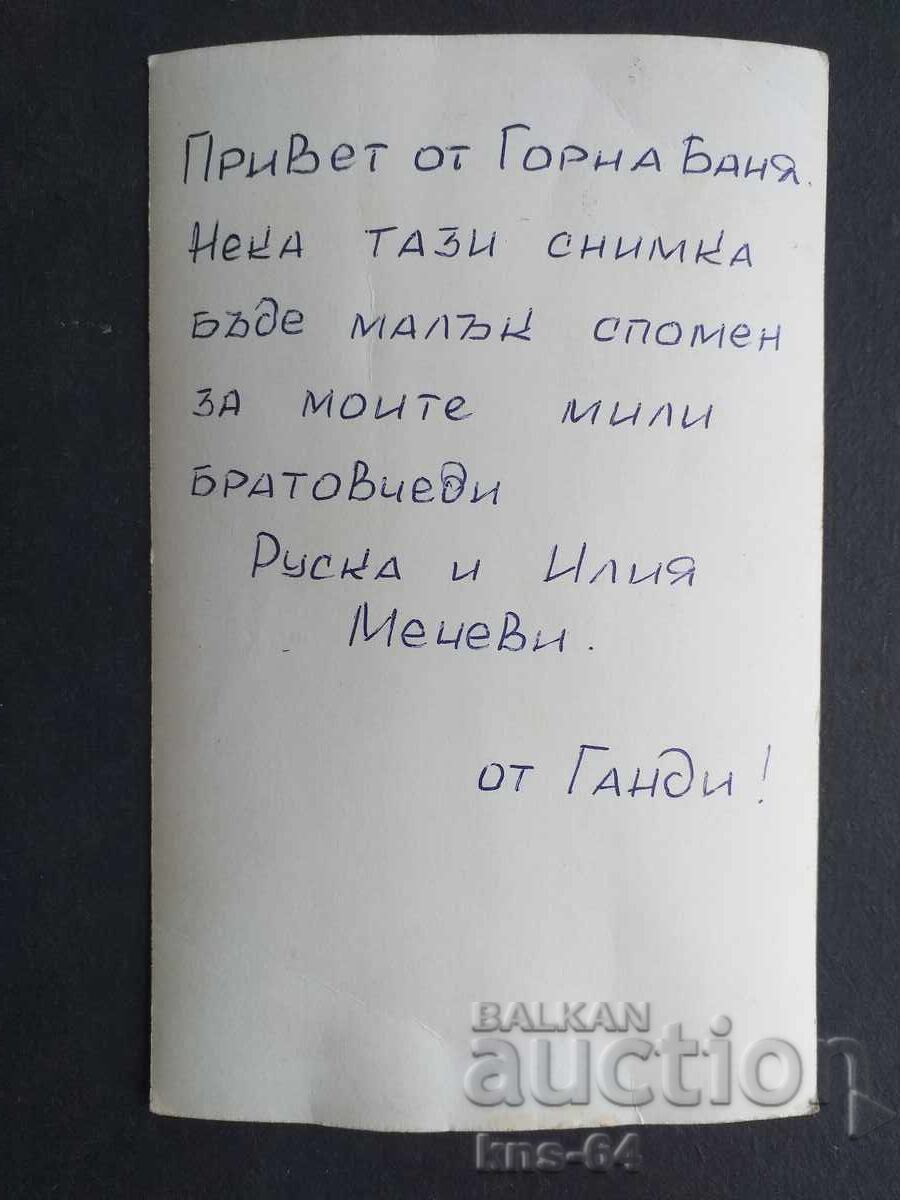 Привет от Горна Баня.
Нека тази снимка
бъде малък спомен
за моите мили
братовчеди
Руска и Илия
Мечеви.
от Ганди!
BALKAN
auction
kns-64